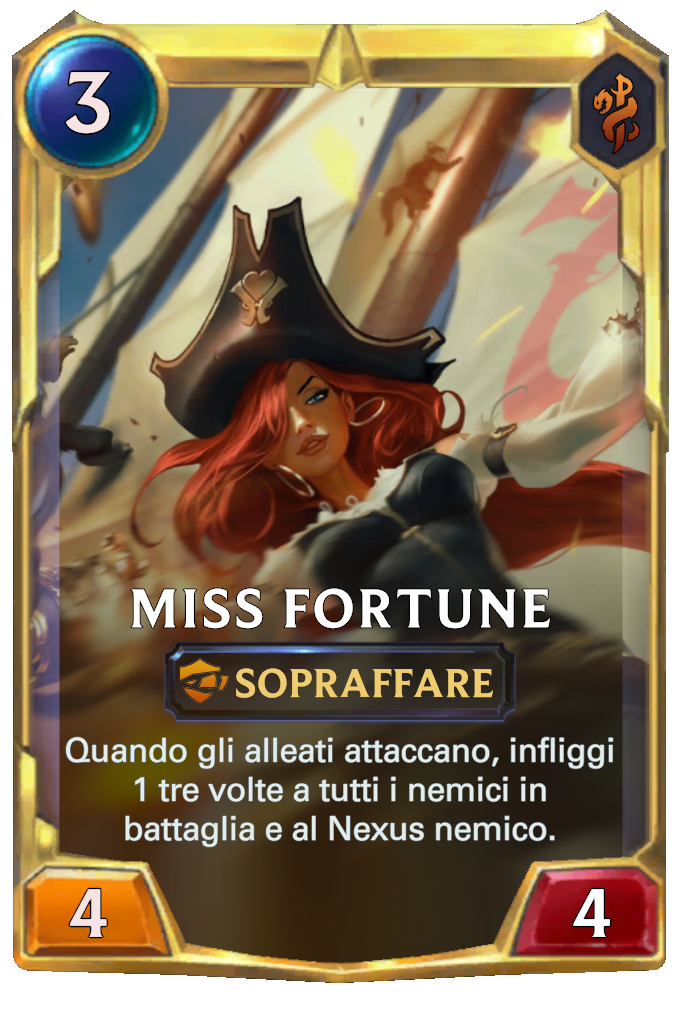 3
MISS FORTUNE
SOPRAFFARE
Quando gli alleati attaccano, infliggi
1 tre volte a tutti i nemici in
battaglia e al Nexus nemico.
4 4